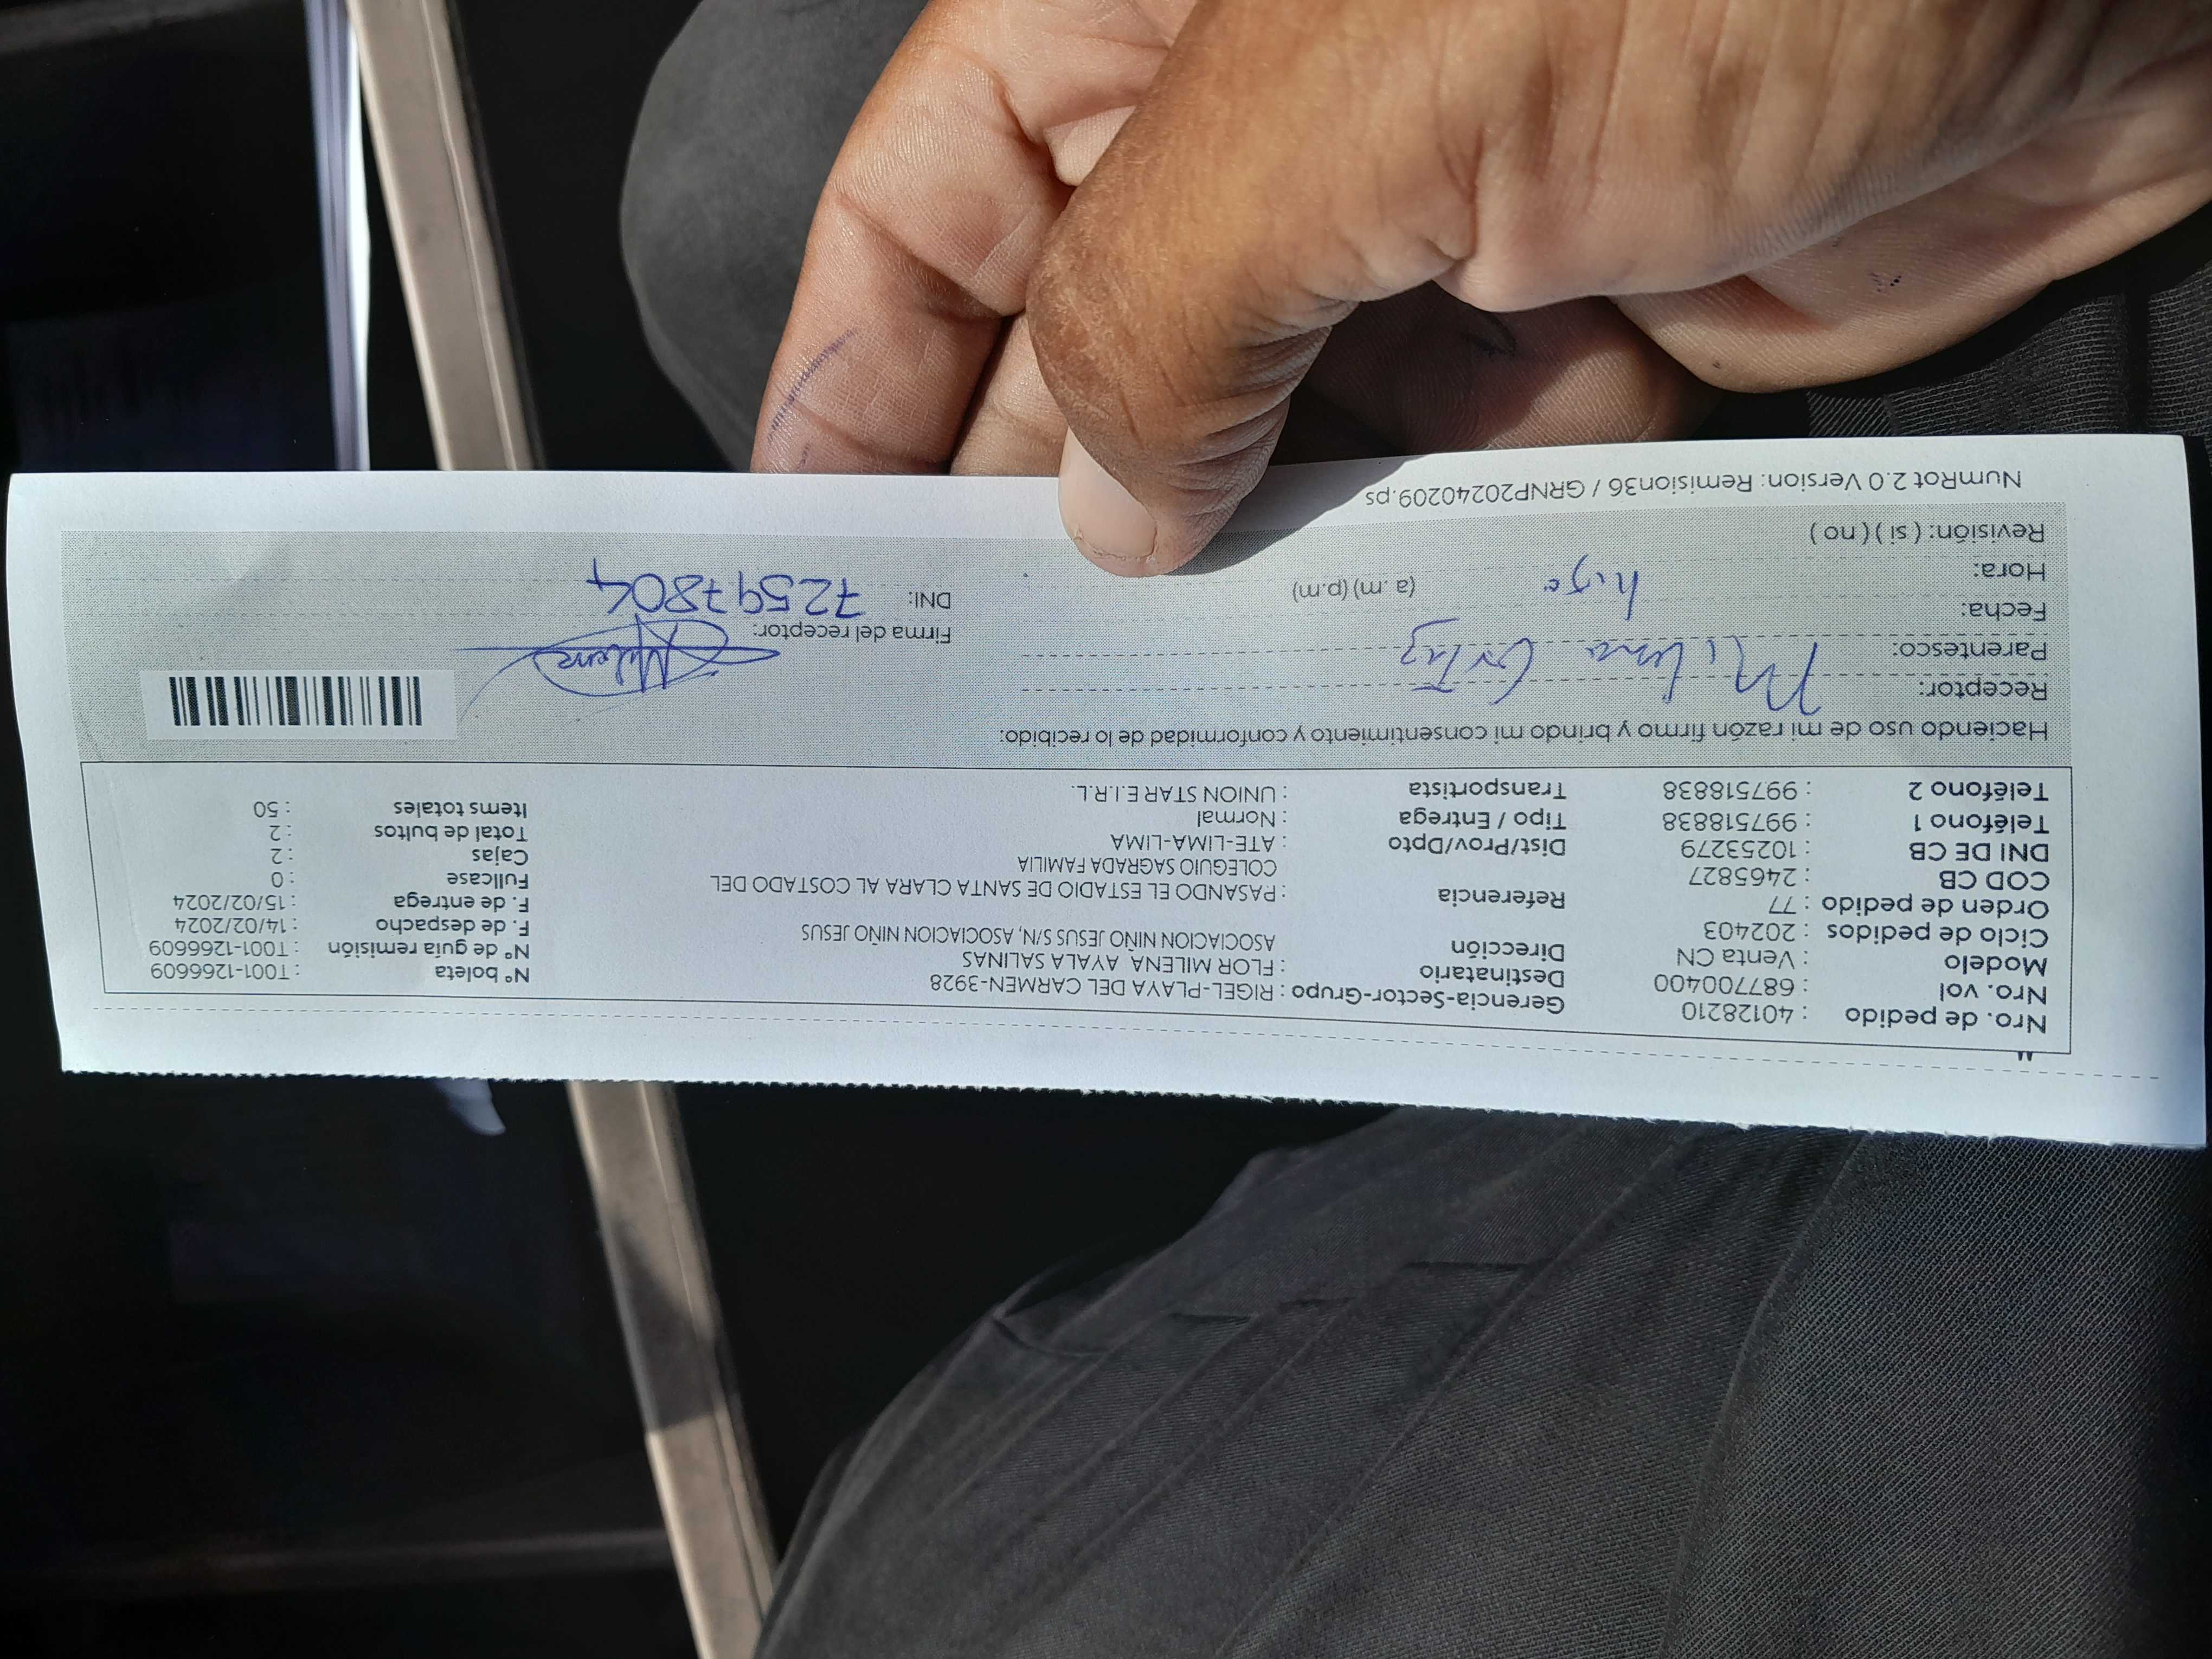 Nro. de pedido : 40128210
Nro. vol : 687700400
Modelo : Venta CN
Ciclo de pedidos : 202403
Orden de pedido : 77
COD CB : 2465827
DNI DE CB : 10253279
Teléfono 1 : 997518838
Teléfono 2 : 997518838
Gerencia-Sector-Grupo : RIGEL-PLAYA DEL CARMEN-3928
Destinatario : FLOR MILENA AYALA SALINAS
Dirección ASOCIACION NIÑO JESUS S/N, ASOCIACION NIÑO JESUS
Referencia : PASANDO EL ESTADIO DE SANTA CLARA AL COSTADO DEL
COLEGUIO SAGRADA FAMILIA
Dist/Prov/Dpto : ATE-LIMA-LIMA
Tipo / Entrega : Normal
Transportista : UNION STAR E.I.R.L.
N° boleta : T001-1266609
N° de guía remisión : T001-1266609
F. de despacho : 14/02/2024
F. de entrega : 15/02/2024
Fullcase : 0
Cajas : 2
Total de bultos : 2
Items totales : 50
Haciendo uso de mi razón firmo y brindo mi consentimiento y conformidad de lo recibido:
Receptor: Milena
Parentesco:
Fecha:
Hora: (a.m) (p.m)
Revisión: ( si ) ( no )
Firma del receptor: Milena
DNI: 72597804
NumRot 2.0 Version: Remision36 / GRNP20240209.ps